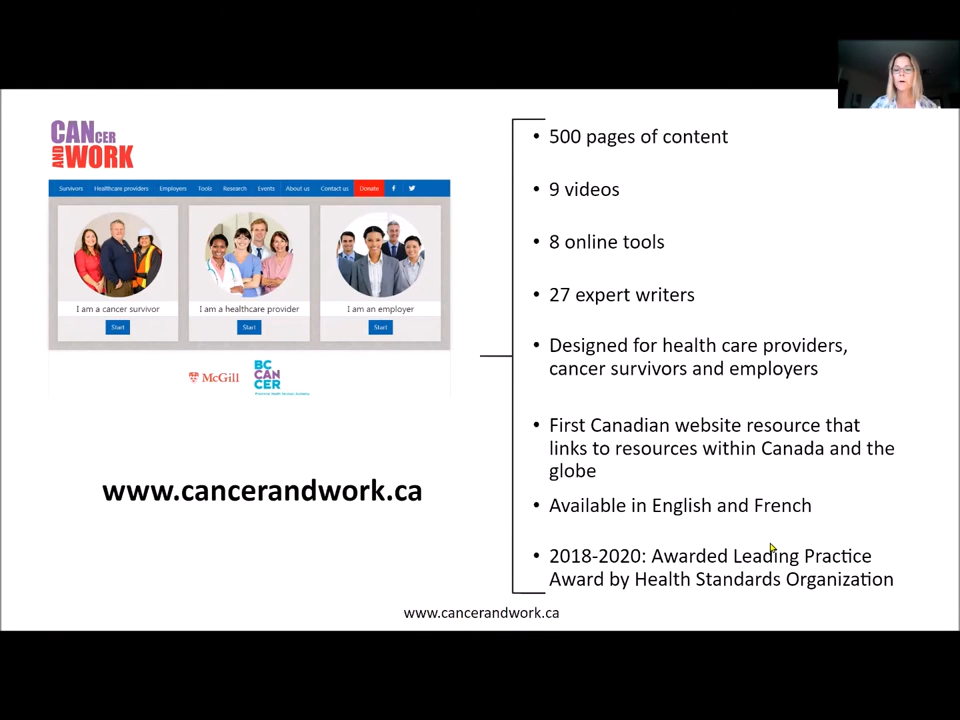 CANCER
AND WORK
Survivors Healthcare providers Employers Tools Research Events About us Contact us Donate
I am a cancer survivor
Start
I am a healthcare provider
Start
I am an employer
Start
McGill
BC
CAN
CER
www.cancerandwork.ca
• 500 pages of content
• 9 videos
• 8 online tools
• 27 expert writers
• Designed for health care providers,
cancer survivors and employers
• First Canadian website resource that
links to resources within Canada and the
globe
• Available in English and French
• 2018-2020: Awarded Leading Practice
Award by Health Standards Organization
www.cancerandwork.ca